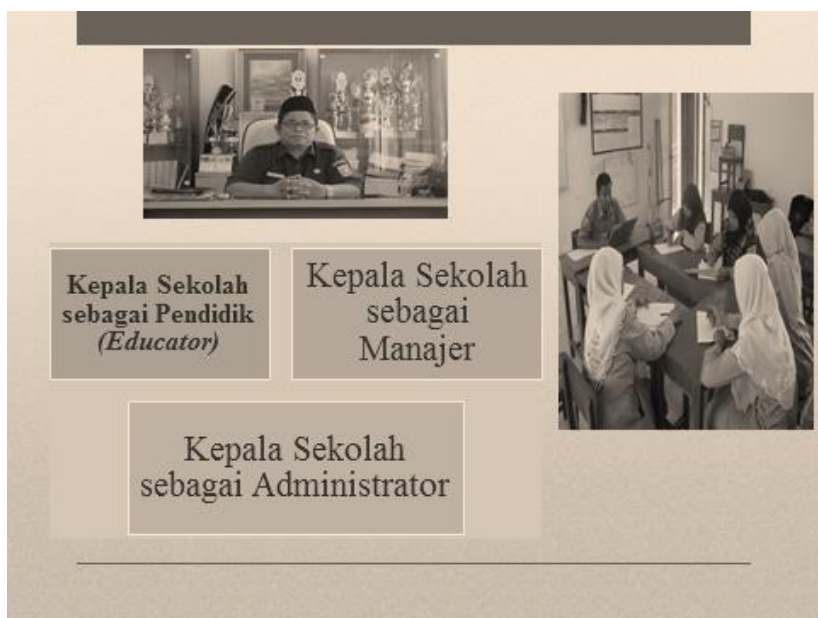 Kepala Sekolah
sebagai Pendidik
(Educator)
Kepala Sekolah
sebagai
Manajer
Kepala Sekolah
sebagai Administrator